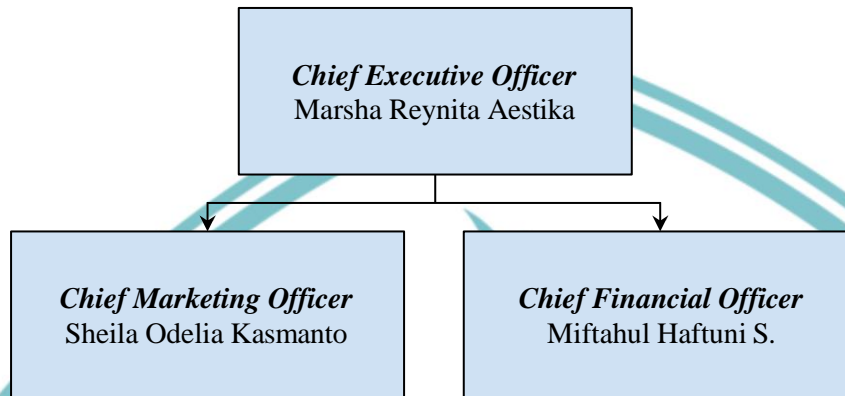 Chief Executive Officer
Marsha Reynita Aestika
Chief Marketing Officer
Sheila Odelia Kasmanto
Chief Financial Officer
Miftahul Haftuni S.